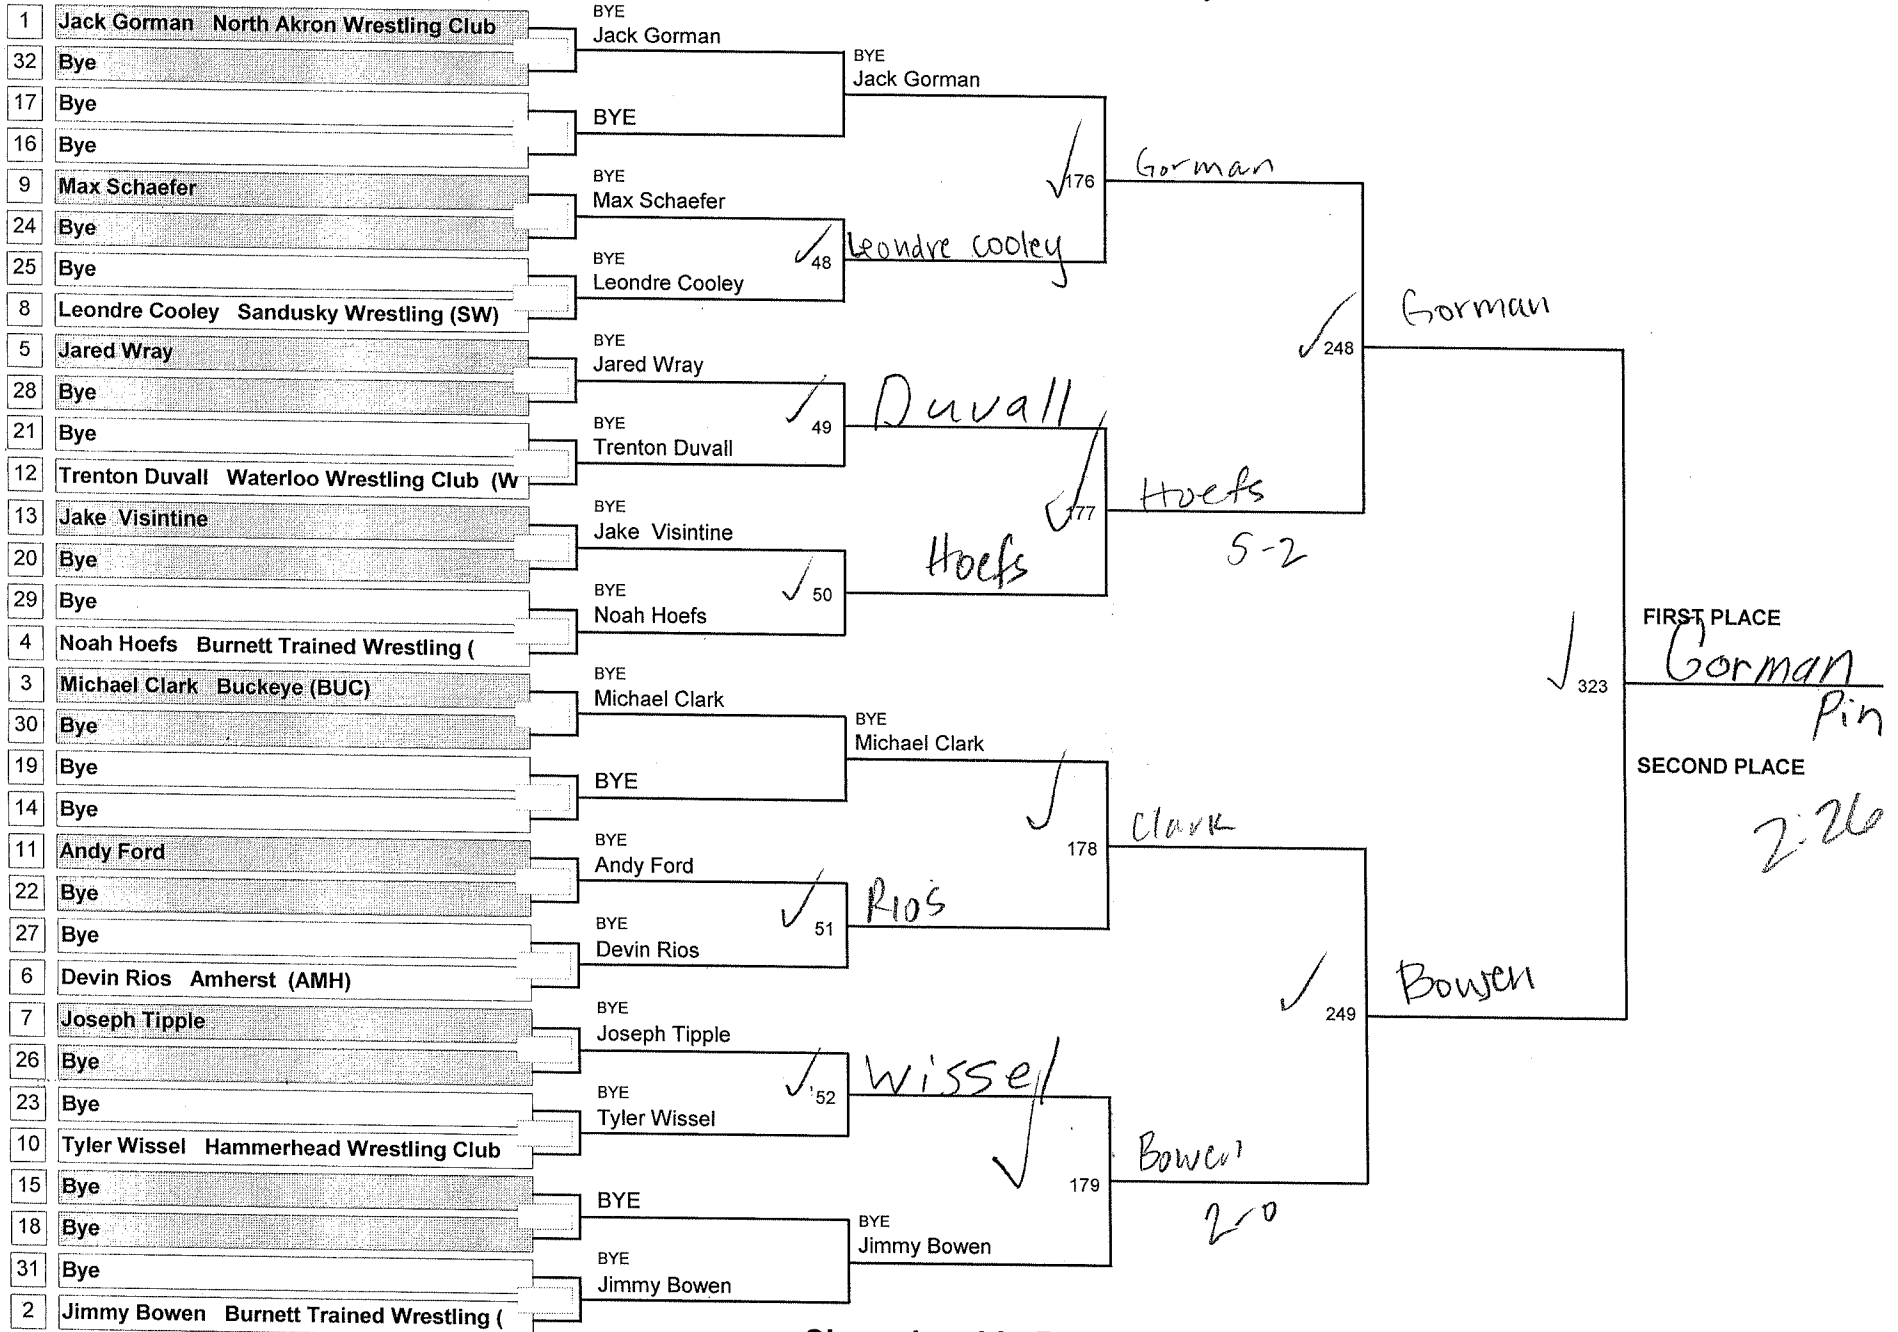 1 Jack Gorman North Akron Wrestling Club
32 Bye
17 Bye
16 Bye
9 Max Schaefer
24 Bye
25 Bye
8 Leondre Cooley Sandusky Wrestling (SW)
5 Jared Wray
28 Bye
21 Bye
12 Trenton Duvall Waterloo Wrestling Club (W
13 Jake Visintine
20 Bye
29 Bye
4 Noah Hoefs Burnett Trained Wrestling (
3 Michael Clark Buckeye (BUC)
30 Bye
19 Bye
14 Bye
11 Andy Ford
22 Bye
27 Bye
6 Devin Rios Amherst (AMH)
7 Joseph Tipple
26 Bye
23 Bye
10 Tyler Wissel Hammerhead Wrestling Club
15 Bye
18 Bye
31 Bye
2 Jimmy Bowen Burnett Trained Wrestling (
BYE
Jack Gorman
BYE
BYE
Max Schaefer
BYE
Leondre Cooley
BYE
Jared Wray
BYE
Trenton Duvall
BYE
Jake Visintine
BYE
Noah Hoefs
BYE
Michael Clark
BYE
BYE
Andy Ford
BYE
Devin Rios
BYE
Joseph Tipple
BYE
Tyler Wissel
BYE
BYE
Jimmy Bowen
BYE
Jack Gorman
48 Leondre Cooley
49 Duvall
50 Hoefs
BYE
Michael Clark
51 Rios
52 Wissel
BYE
Jimmy Bowen
176 Gorman
177 Hoefs
5-2
178 Clark
179 Bowen
2-0
248 Gorman
249 Bowen
323
FIRST PLACE
Gorman
Pin
SECOND PLACE
2:26